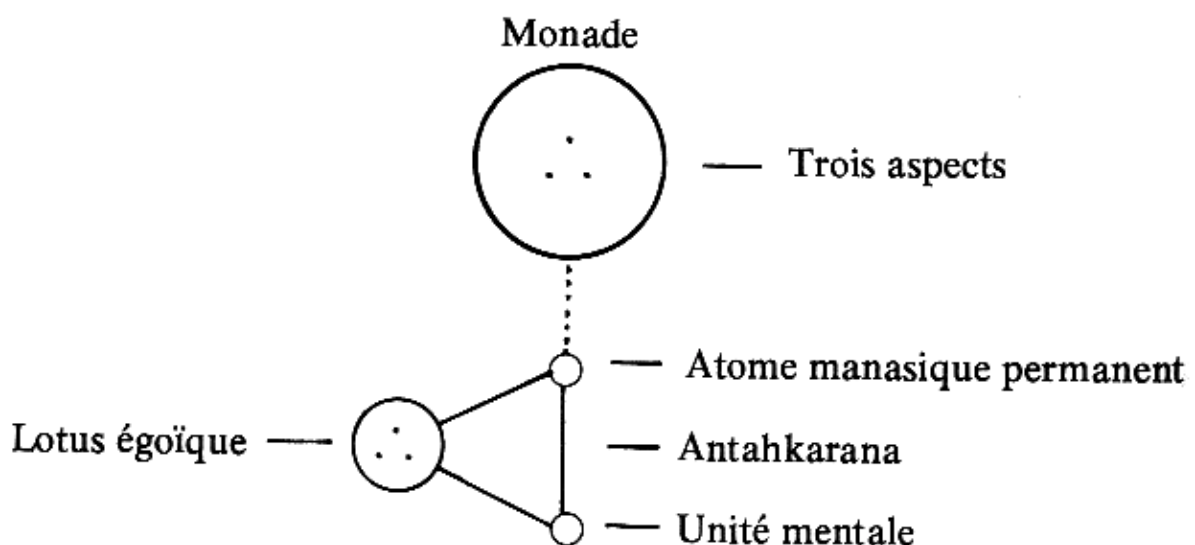 Monade
Trois aspects
Atome manasique permanent
Lotus égoïque
Antahkarana
Unité mentale